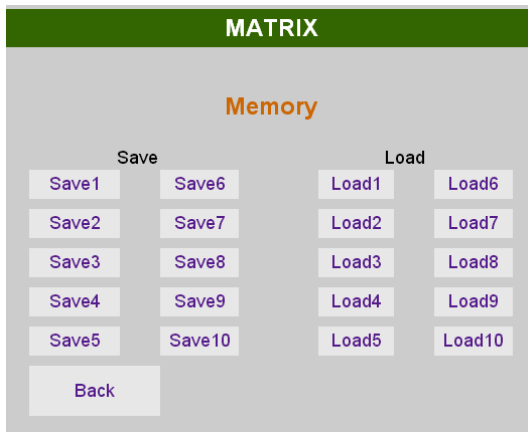 MATRIX
Memory
Save Load
Save1 Save6 Load1 Load6
Save2 Save7 Load2 Load7
Save3 Save8 Load3 Load8
Save4 Save9 Load4 Load9
Save5 Save10 Load5 Load10
Back